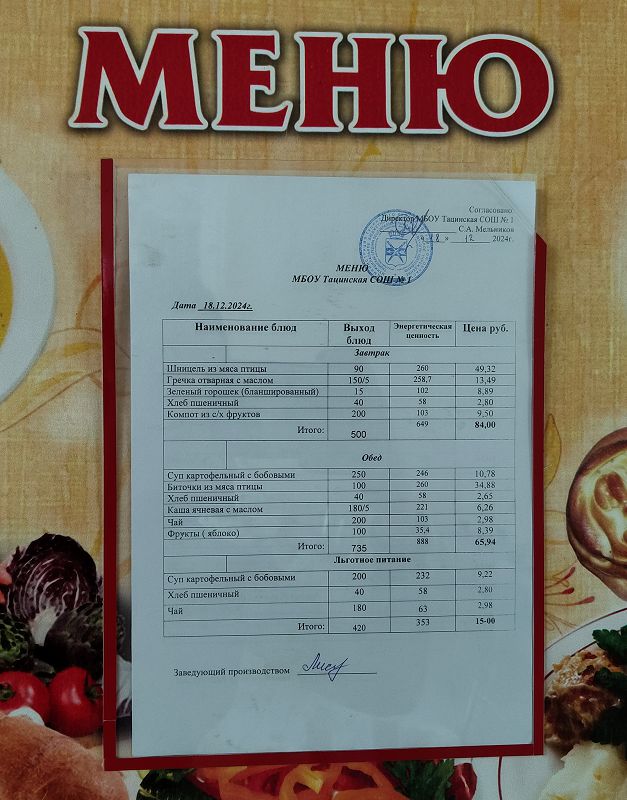 МЕНЮ
Согласовано
Директор МБОУ Тацинская СОШ № 1
С.А. Мельников
« 18 » 12 2024г.
МЕНЮ
МБОУ Тацинская СОШ № 1
Дата 18.12.2024г.
Наименование блюд Выход блюд Энергетическая ценность Цена руб.
Завтрак
Шницель из мяса птицы 90 260 49,32
Гречка отварная с маслом 150/5 258,7 13,49
Зеленый горошек (бланшированный) 15 102 8,89
Хлеб пшеничный 40 58 2,80
Компот из с/х фруктов 200 103 9,50
Итого: 500 649 84,00
Обед
Суп картофельный с бобовыми 250 246 10,78
Биточки из мяса птицы 100 260 34,88
Хлеб пшеничный 40 58 2,65
Каша ячневая с маслом 180/5 221 6,26
Чай 200 103 2,98
Фрукты ( яблоко) 100 35,4 8,39
Итого: 735 888 65,94
Льготное питание
Суп картофельный с бобовыми 200 232 9,22
Хлеб пшеничный 40 58 2,80
Чай 180 63 2,98
Итого: 420 353 15-00
Заведующий производством